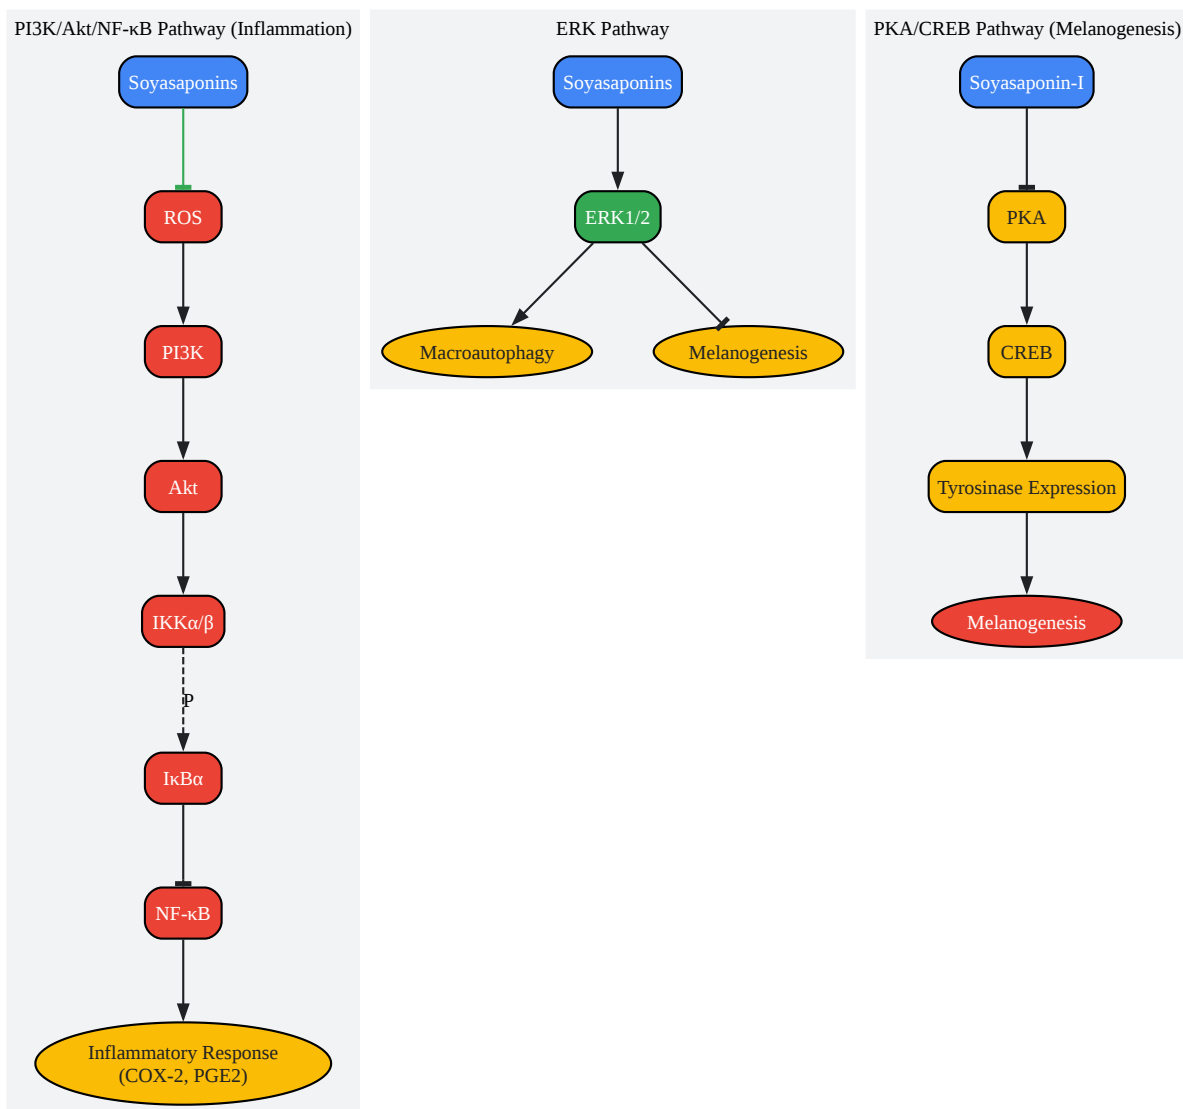 PI3K/Akt/NF-κB Pathway (Inflammation)
Soyasaponins
ROS
PI3K
Akt
IKKα/β
P
IκBα
NF-κB
Inflammatory Response
(COX-2, PGE2)
ERK Pathway
Soyasaponins
ERK1/2
Macroautophagy
Melanogenesis
PKA/CREB Pathway (Melanogenesis)
Soyasaponin-I
PKA
CREB
Tyrosinase Expression
Melanogenesis